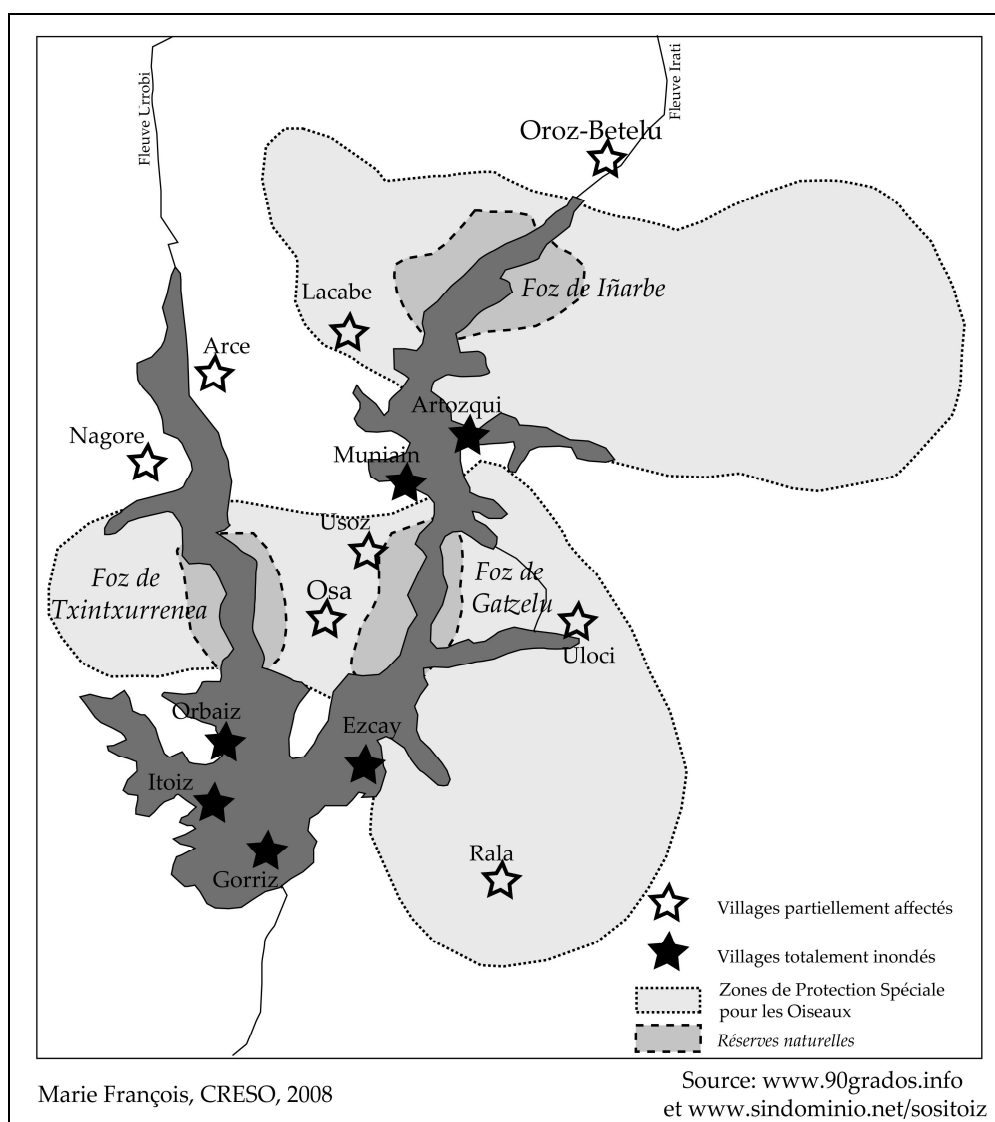 Fleuve Urrobi
Fleuve Irati
Oroz-Betelu
Foz de Iñarbe
Lacabe
Arce
Artozqui
Nagore
Muniain
Usoz
Foz de
Txintxurrenea
Osa
Foz de
Gatzelu
Uloci
Orbaiz
Ezcay
Itoiz
Gorriz
Rala
Villages partiellement affectés
Villages totalement inondés
Zones de Protection Spéciale
pour les Oiseaux
Réserves naturelles
Marie François, CRESO, 2008
Source: www.90grados.info
et www.sindominio.net/sositoiz